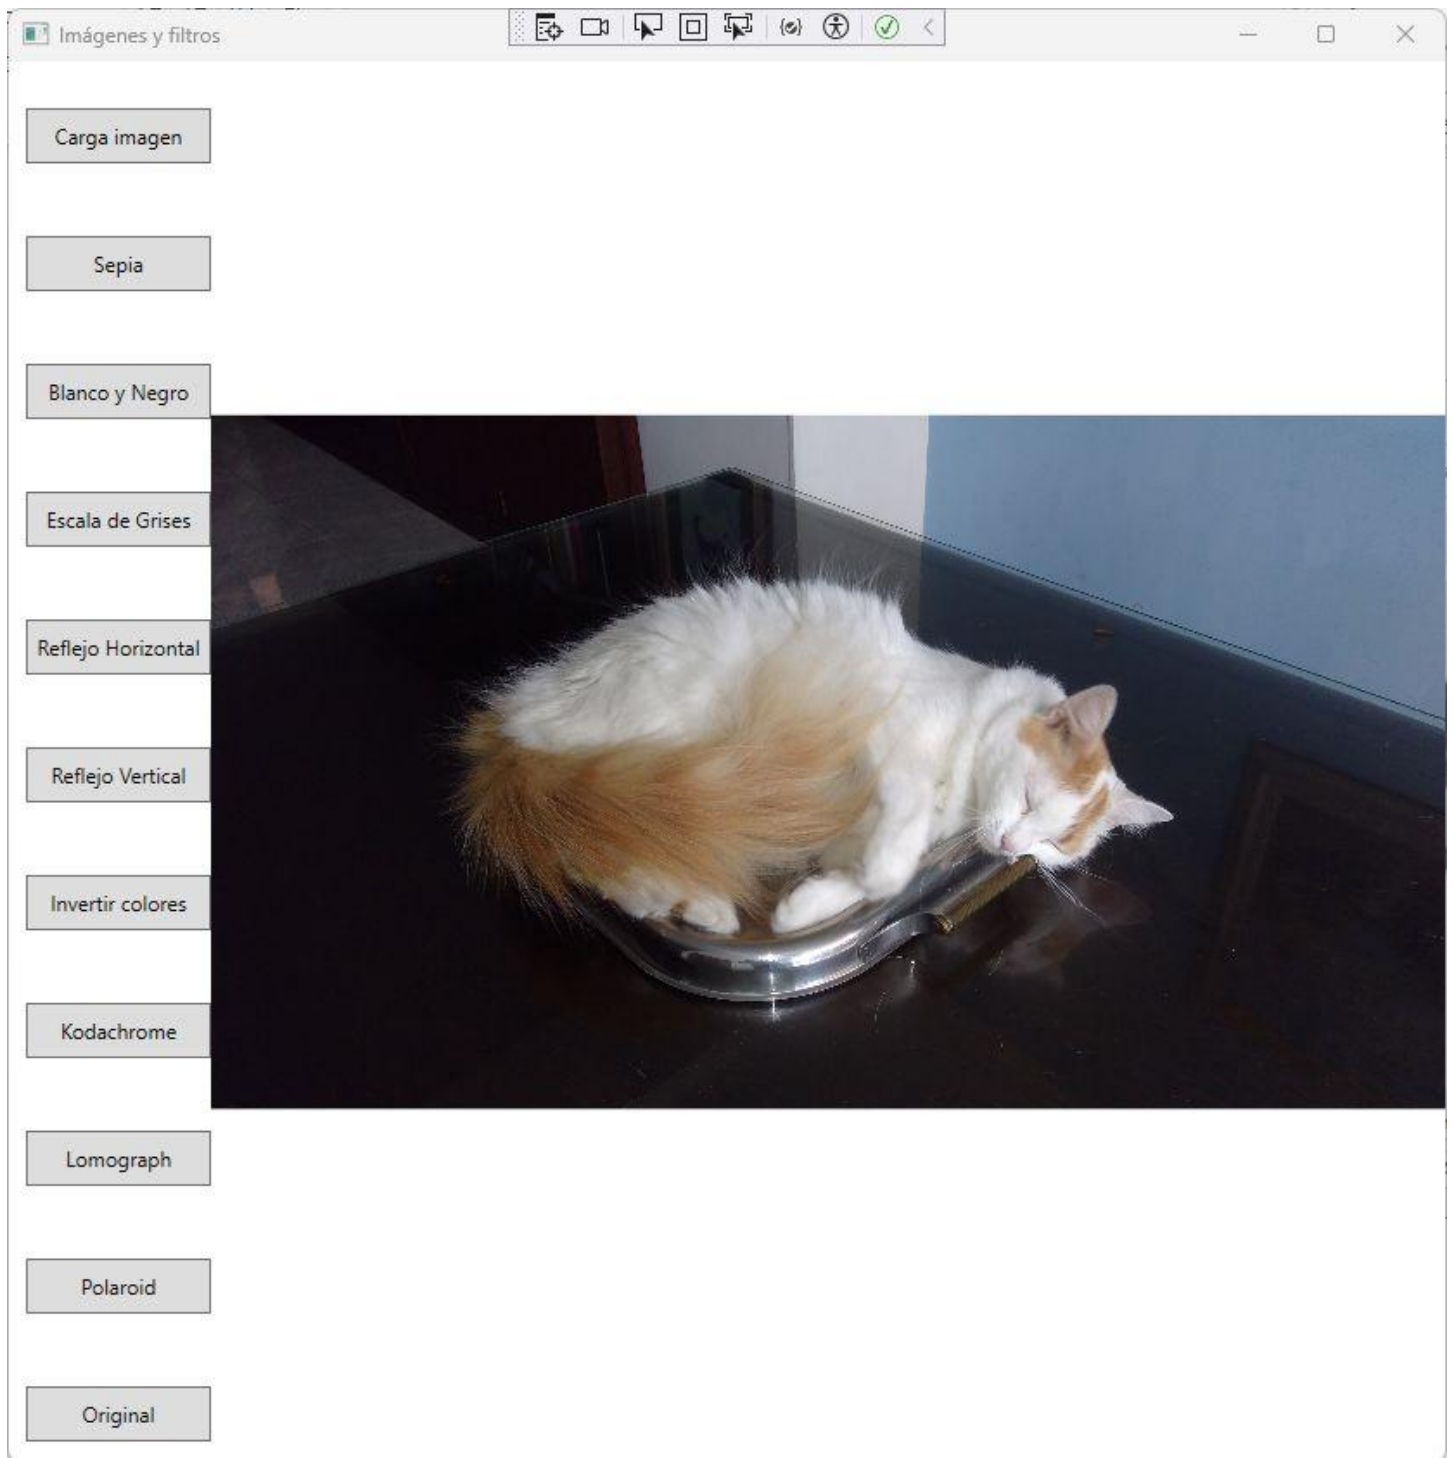 Imágenes y filtros
Carga imagen
Sepia
Blanco y Negro
Escala de Grises
Reflejo Horizontal
Reflejo Vertical
Invertir colores
Kodachrome
Lomograph
Polaroid
Original